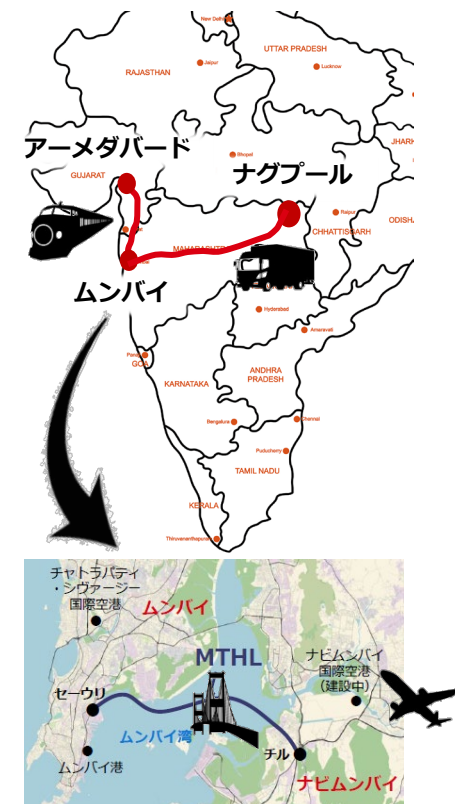 New Delhi
UTTAR PRADESH
Jaipur
Lucknow
RAJASTHAN
JHARK
アーメダバード
Bhopal
ナグプール
GUJARAT
Raipur
ODISH
CHHATTISGARH
MAHARASHTR
ムンバイ
Hyderabad
Amaravati
Panaji
GOA
ANDHRA
PRADESH
KARNATAKA
Bengaluru
Chennai
Puducherry
TAMIL NADU
KERALA
Thiruvananthapuram
チャトラパティ
・シヴァージー
国際空港
ムンバイ
MTHL
ナビムンバイ
国際空港
（建設中）
セーウリ
ムンバイ湾
チル
ムンバイ港
ナビムンバイ